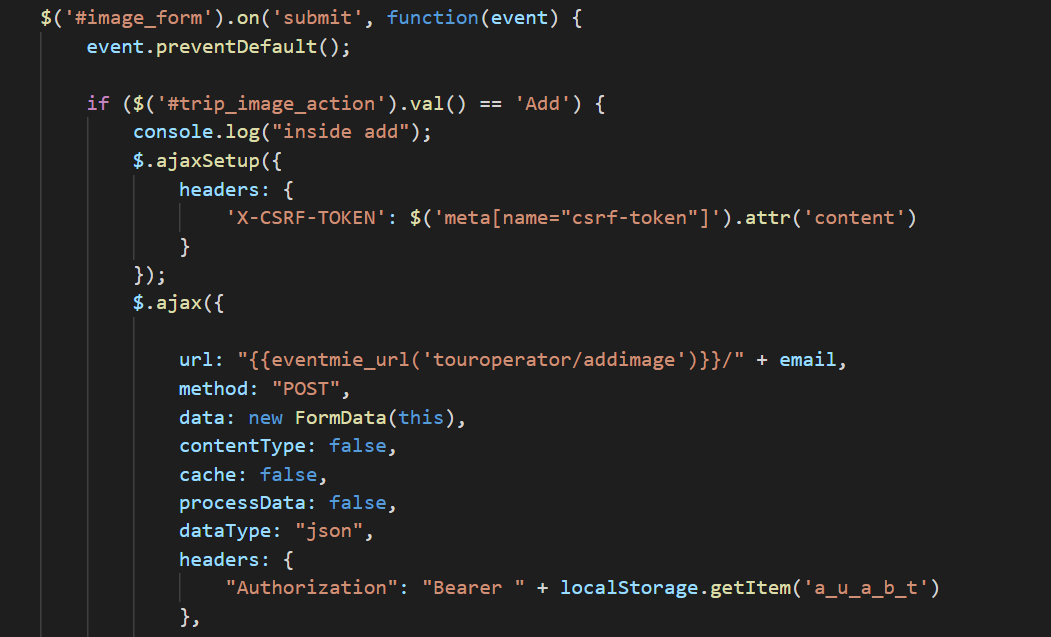 $('#image_form').on('submit', function(event) {
event.preventDefault();
if ($('#trip_image_action').val() == 'Add') {
console.log("inside add");
$.ajaxSetup({
headers: {
'X-CSRF-TOKEN': $('meta[name="csrf-token"]').attr('content')
}
});
$.ajax({
url: "{{eventmie_url('touroperator/addimage')}}/" + email,
method: "POST",
data: new FormData(this),
contentType: false,
cache: false,
processData: false,
dataType: "json",
headers: {
"Authorization": "Bearer " + localStorage.getItem('a_u_a_b_t')
},